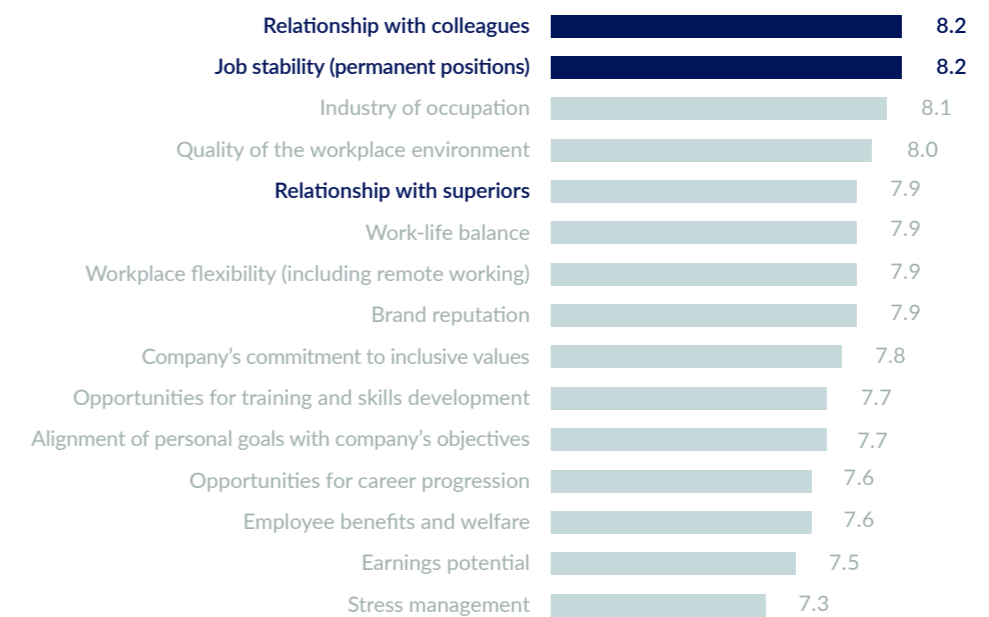 Relationship with colleagues 8.2
Job stability (permanent positions) 8.2
Industry of occupation 8.1
Quality of the workplace environment 8.0
Relationship with superiors 7.9
Work-life balance 7.9
Workplace flexibility (including remote working) 7.9
Brand reputation 7.9
Company’s commitment to inclusive values 7.8
Opportunities for training and skills development 7.7
Alignment of personal goals with company’s objectives 7.7
Opportunities for career progression 7.6
Employee benefits and welfare 7.6
Earnings potential 7.5
Stress management 7.3